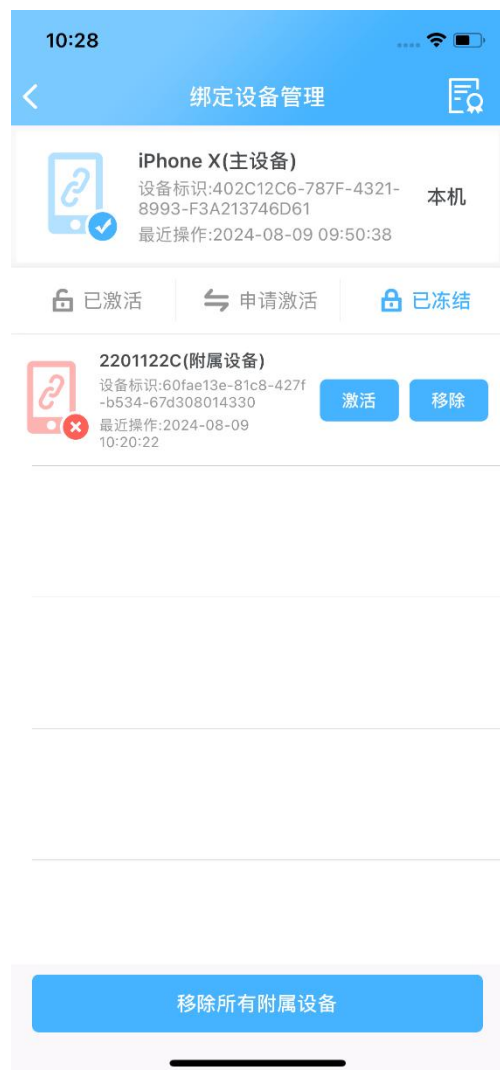 10:28
绑定设备管理
iPhone X(主设备)
设备标识:402C12C6-787F-4321-
8993-F3A213746D61
最近操作:2024-08-09 09:50:38
本机
已激活
申请激活
已冻结
2201122C(附属设备)
设备标识:60fae13e-81c8-427f
-b534-67d308014330
最近操作:2024-08-09
10:20:22
激活
移除
移除所有附属设备